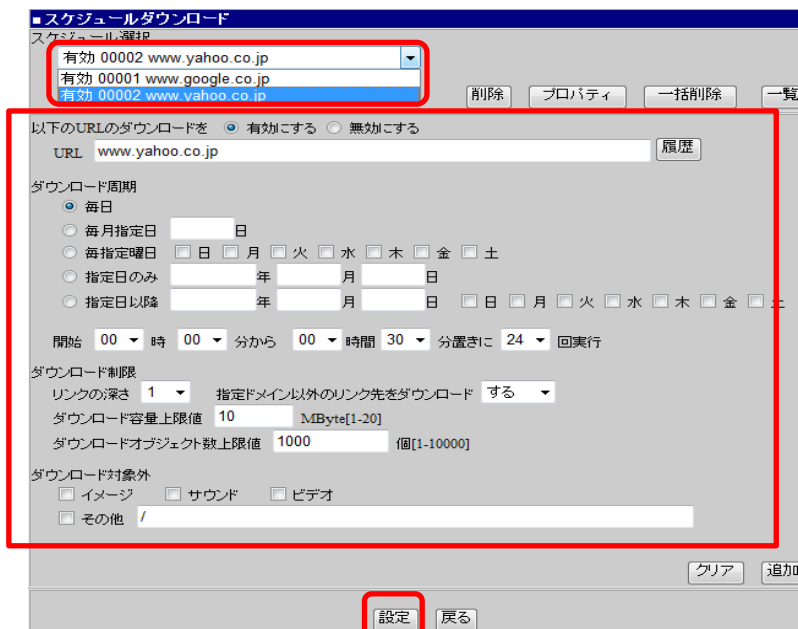 ■スケジュールダウンロード
スケジュール選択
有効 00002 www.yahoo.co.jp
有効 00001 www.google.co.jp
有効 00002 www.yahoo.co.jp
削除 プロパティ 一括削除 一覧
以下のURLのダウンロードを 有効にする 無効にする
URL www.yahoo.co.jp 履歴
ダウンロード周期
毎日
毎月指定日 日
毎指定曜日 日 月 火 水 木 金 土
指定日のみ 年 月 日
指定日以降 年 月 日 日 月 火 水 木 金 土
開始 00 時 00 分から 00 時間 30 分置きに 24 回実行
ダウンロード制限
リンクの深さ 1 指定ドメイン以外のリンク先をダウンロード する
ダウンロード容量上限値 10 MByte[1-20]
ダウンロードオブジェクト数上限値 1000 個[1-10000]
ダウンロード対象外
イメージ サウンド ビデオ
その他 /
クリア 追加
設定 戻る